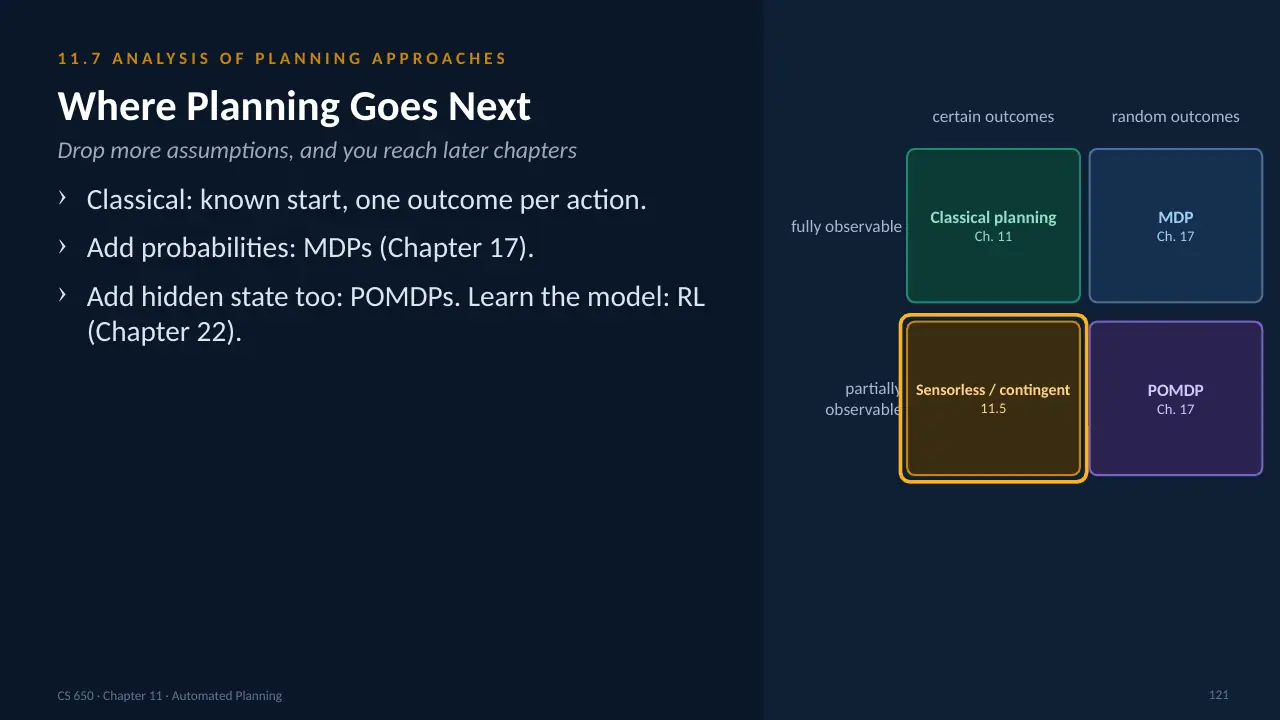 11.7 ANALYSIS OF PLANNING APPROACHES
Where Planning Goes Next
Drop more assumptions, and you reach later chapters
› Classical: known start, one outcome per action.
› Add probabilities: MDPs (Chapter 17).
› Add hidden state too: POMDPs. Learn the model: RL
(Chapter 22).
certain outcomes
random outcomes
fully observable
Classical planning
Ch. 11
MDP
Ch. 17
partially
observable
Sensorless / contingent
11.5
POMDP
Ch. 17
CS 650 · Chapter 11 · Automated Planning
121